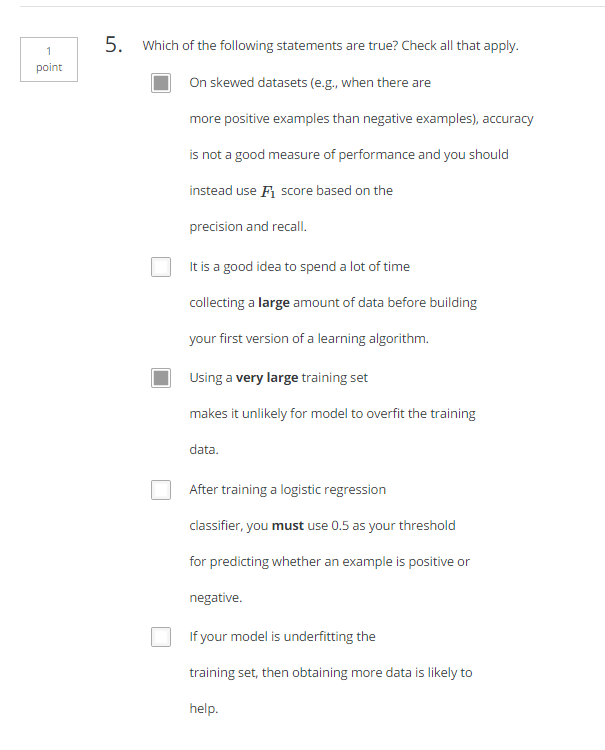 1
point
5. Which of the following statements are true? Check all that apply.
On skewed datasets (e.g., when there are
more positive examples than negative examples), accuracy
is not a good measure of performance and you should
instead use F₁ score based on the
precision and recall.
It is a good idea to spend a lot of time
collecting a large amount of data before building
your first version of a learning algorithm.
Using a very large training set
makes it unlikely for model to overfit the training
data.
After training a logistic regression
classifier, you must use 0.5 as your threshold
for predicting whether an example is positive or
negative.
If your model is underfitting the
training set, then obtaining more data is likely to
help.